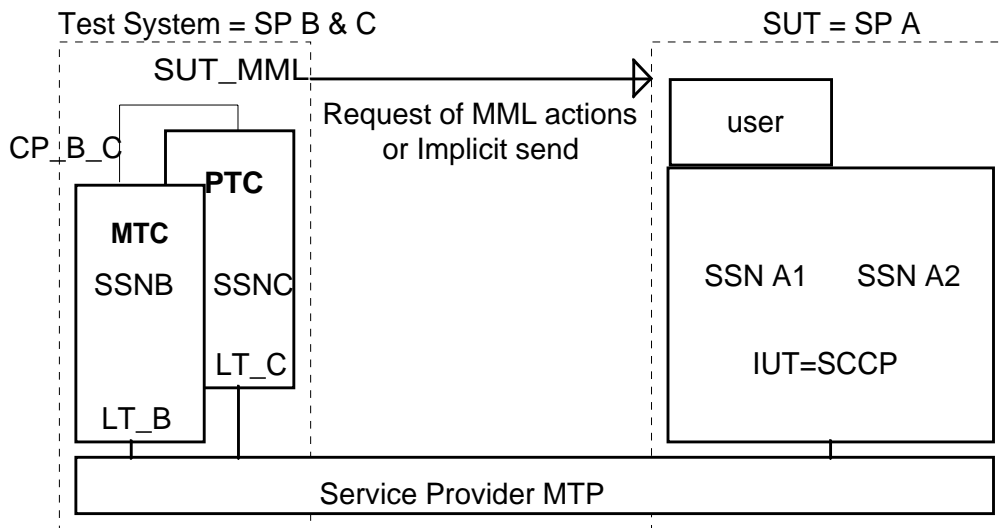 Test System = SP B & C
SUT = SP A
SUT_MML
Request of MML actions
or Implicit send
user
CP_B_C
PTC
MTC
SSNB
SSNC
SSN A1
SSN A2
LT_C
IUT=SCCP
LT_B
Service Provider MTP